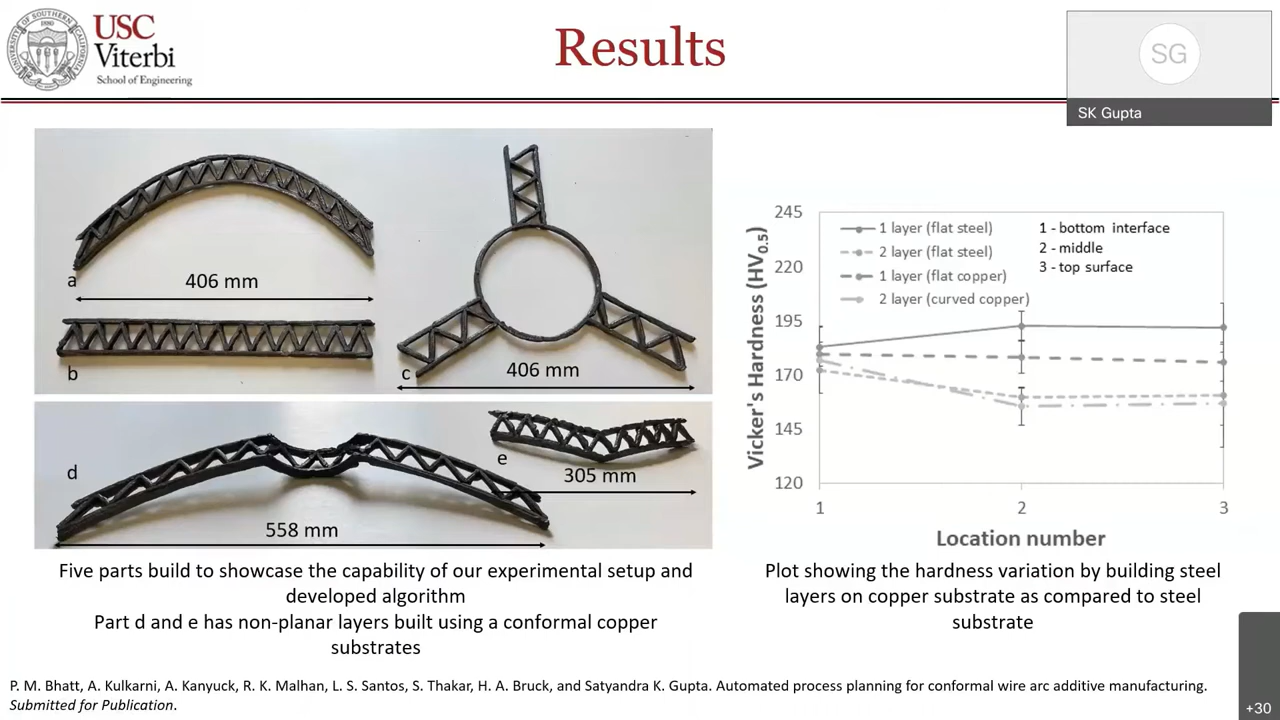 USC
Viterbi
School of Engineering
UNIVERSITY OF SOUTHERN CALIFORNIA
1880
Results
SG
SK Gupta
a
406 mm
b
c
406 mm
d
e
305 mm
558 mm
Five parts build to showcase the capability of our experimental setup and
developed algorithm
Part d and e has non-planar layers built using a conformal copper
substrates
245
220
195
170
145
120
Vicker's Hardness (HV0.5)
1 layer (flat steel)
2 layer (flat steel)
1 layer (flat copper)
2 layer (curved copper)
1 - bottom interface
2 - middle
3 - top surface
1
2
3
Location number
Plot showing the hardness variation by building steel
layers on copper substrate as compared to steel
substrate
P. M. Bhatt, A. Kulkarni, A. Kanyuck, R. K. Malhan, L. S. Santos, S. Thakar, H. A. Bruck, and Satyandra K. Gupta. Automated process planning for conformal wire arc additive manufacturing.
Submitted for Publication.
+30